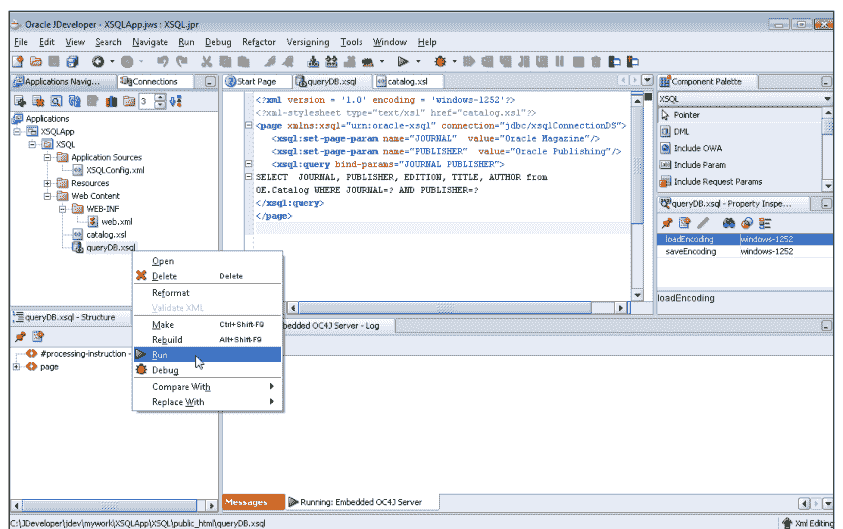 Oracle JDeveloper - XSQLApp.jws : XSQL.jpr
File Edit View Search Navigate Run Debug Refactor Versioning Tools Window Help
Applications Navig... Connections
Start Page queryDB.xsql catalog.xsl
Component Palette
3
Applications
XSQLApp
XSQL
Application Sources
XSQLConfig.xml
Resources
Web Content
WEB-INF
web.xml
catalog.xsl
queryDB.xsql
<?xml version = '1.0' encoding = 'windows-1252'?>
<?xml-stylesheet type="text/xsl" href="catalog.xsl"?>
<page xmlns:xsql="urn:oracle-xsql" connection="jdbc/xsqlConnectionDS">
<xsql:set-page-param name="JOURNAL" value="Oracle Magazine"/>
<xsql:set-page-param name="PUBLISHER" value="Oracle Publishing"/>
<xsql:query bind-params="JOURNAL PUBLISHER">
SELECT JOURNAL, PUBLISHER, EDITION, TITLE, AUTHOR from
OE.Catalog WHERE JOURNAL=? AND PUBLISHER=?
</xsql:query>
</page>
XSQL
Pointer
DML
Include OWA
Include Param
Include Request Params
queryDB.xsql - Property Inspe...
loadEncoding windows-1252
saveEncoding windows-1252
loadEncoding
Open
Delete Delete
Reformat
Validate XML
Make Ctrl+Shift-F9
Rebuild Alt+Shift-F9
Run
Debug
Compare With
Replace With
queryDB.xsql - Structure
#processing-instruction -
page
bedded OC4J Server - Log
Messages Running: Embedded OC4J Server
C:\JDeveloper\jdev\mywork\XSQLApp\XSQL\public_html\queryDB.xsql
Xml Editing